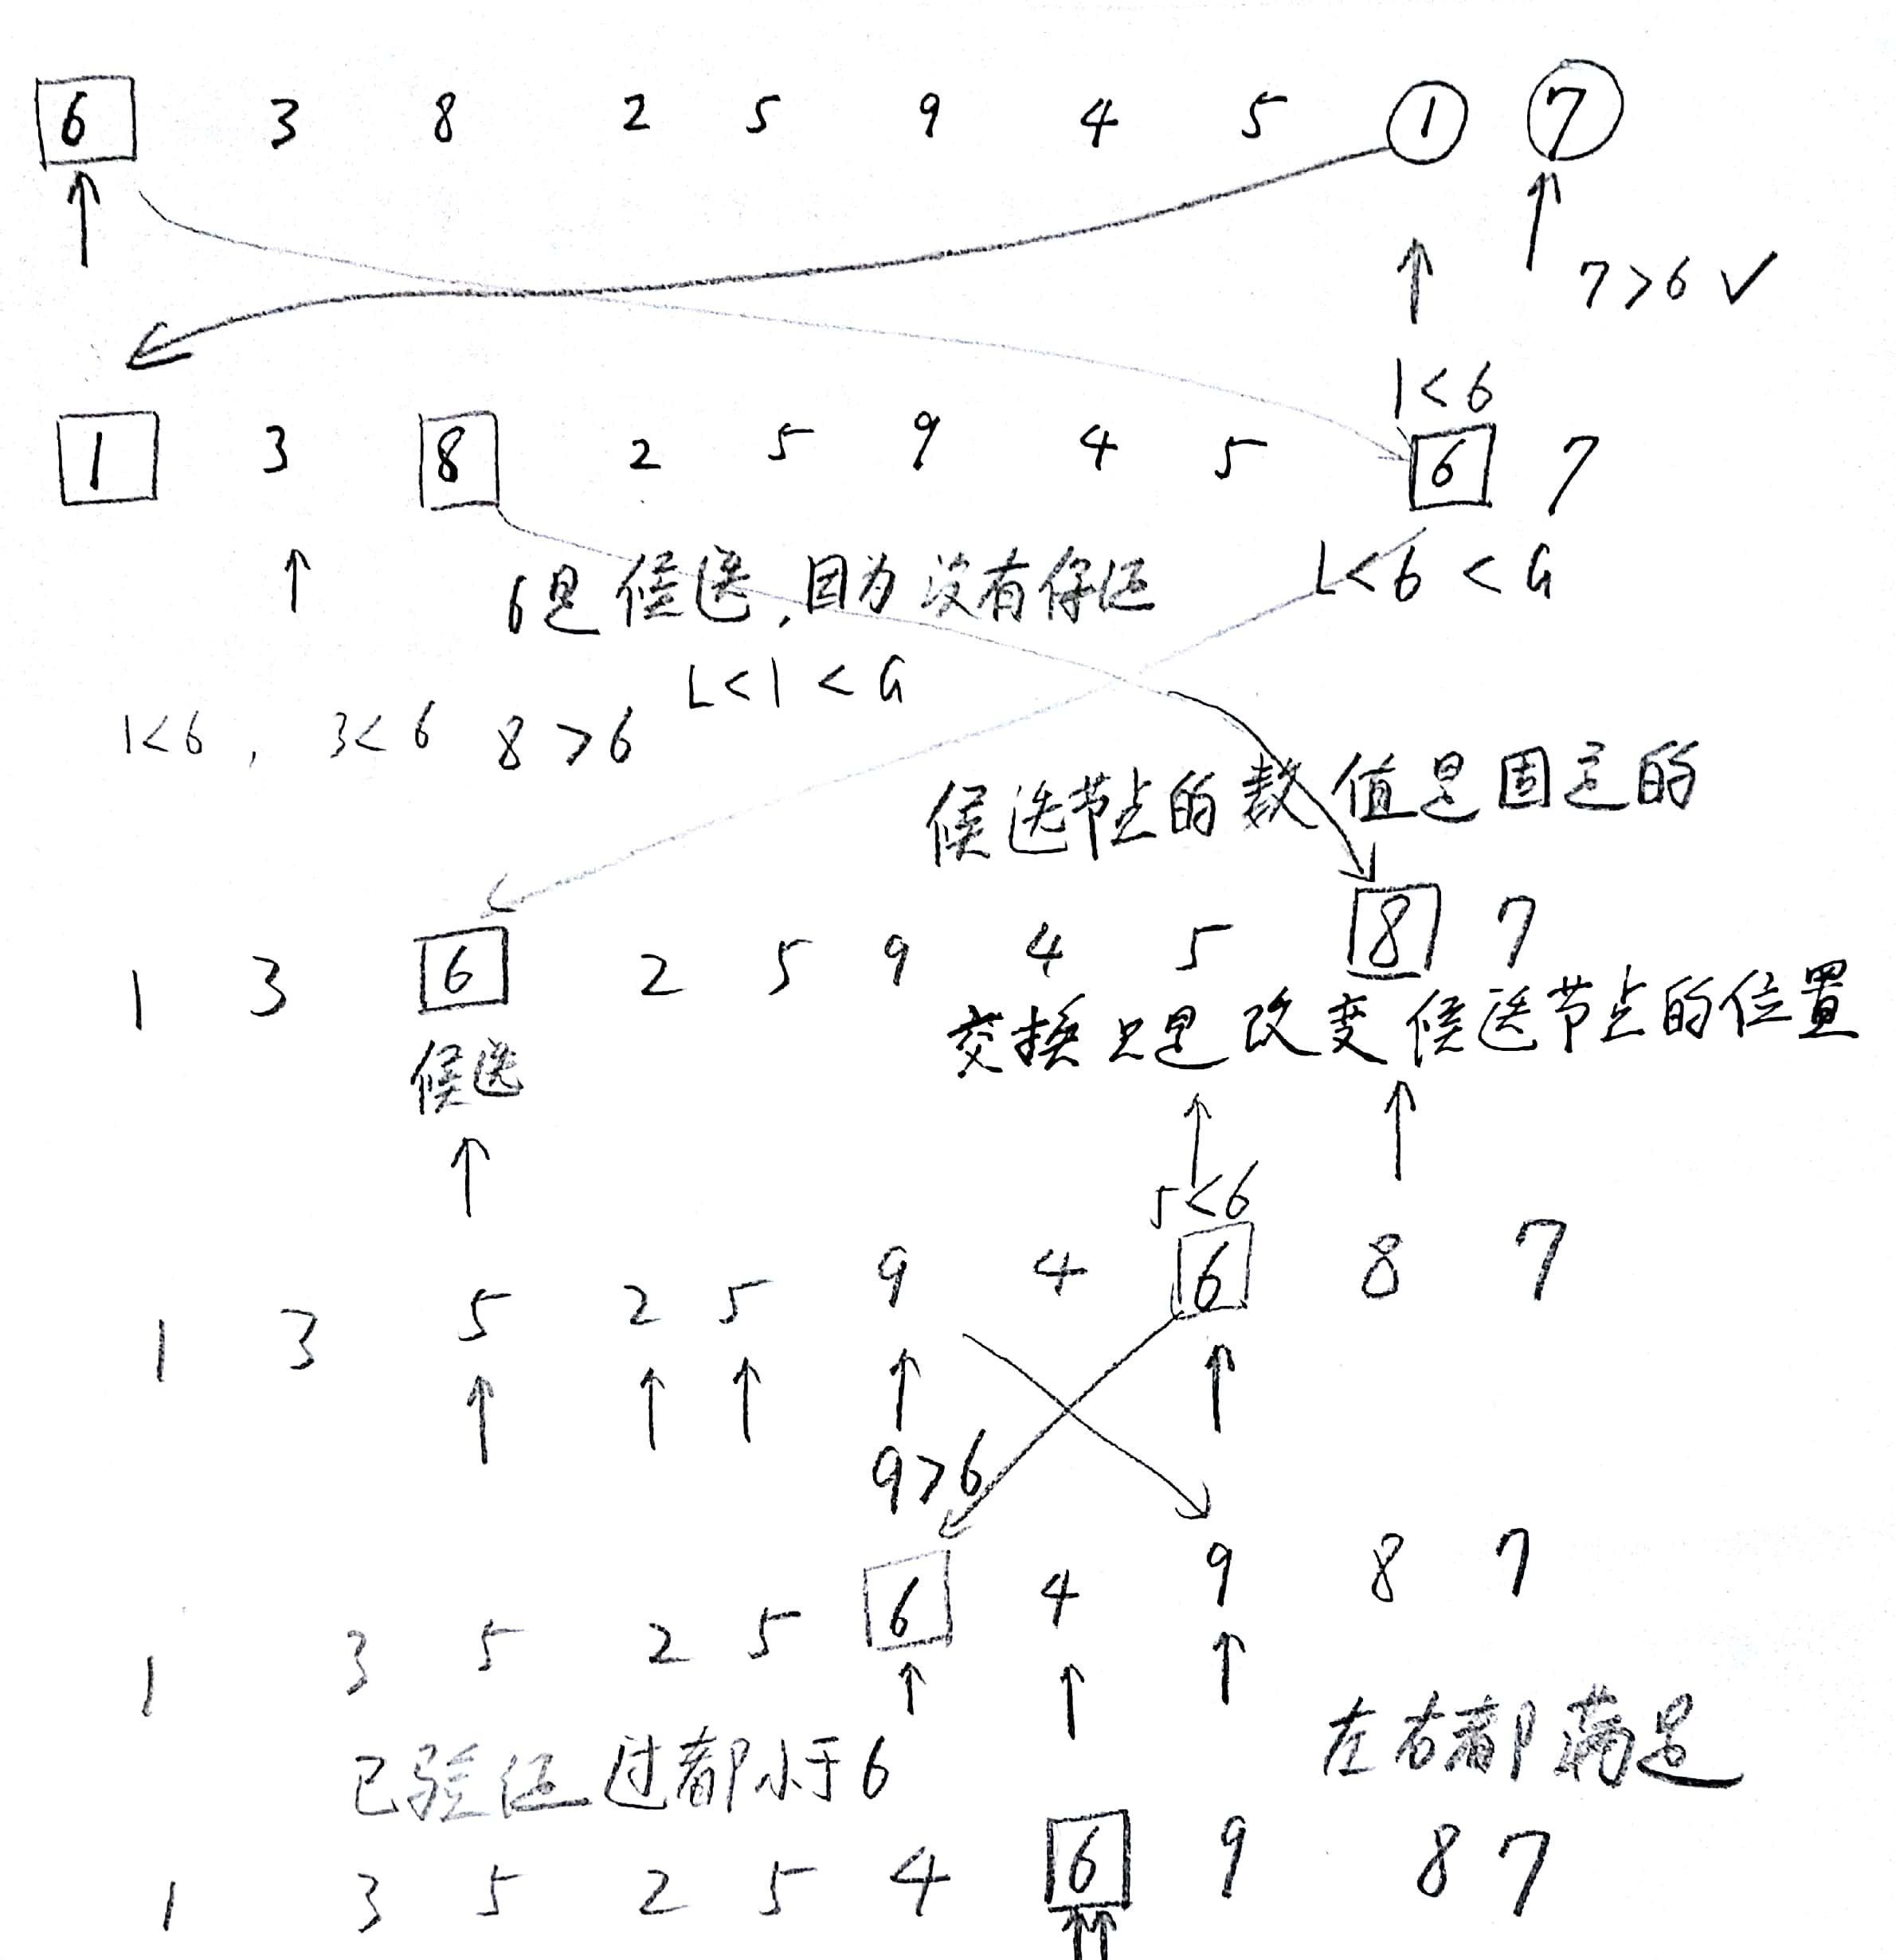 6 3 8 2 5 9 4 5 1 7
7>6 ✓
1<6
1 3 8 2 5 9 4 5 6 7
6是候选,因为没有保证 L<6<G
L<1<G
1<6, 3<6 8>6
候选节点的数值是固定的
1 3 6 2 5 9 4 5 8 7
候选 交换只是改变候选节点的位置
5<6
1 3 5 2 5 9 4 6 8 7
9>6
1 3 5 2 5 6 4 9 8 7
已验证过都小于6 左右都满足
1 3 5 2 5 4 6 9 8 7